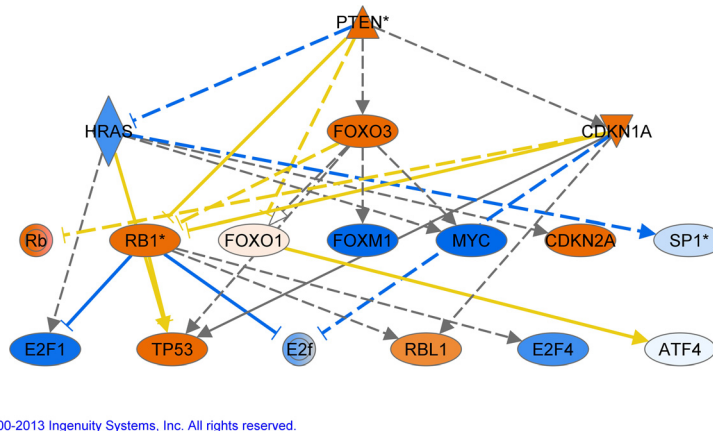 PTEN*
HRAS
FOXO3
CDKN1A
Rb
RB1*
FOXO1
FOXM1
MYC
CDKN2A
SP1*
E2F1
TP53
E2f
RBL1
E2F4
ATF4
00-2013 Ingenuity Systems, Inc. All rights reserved.